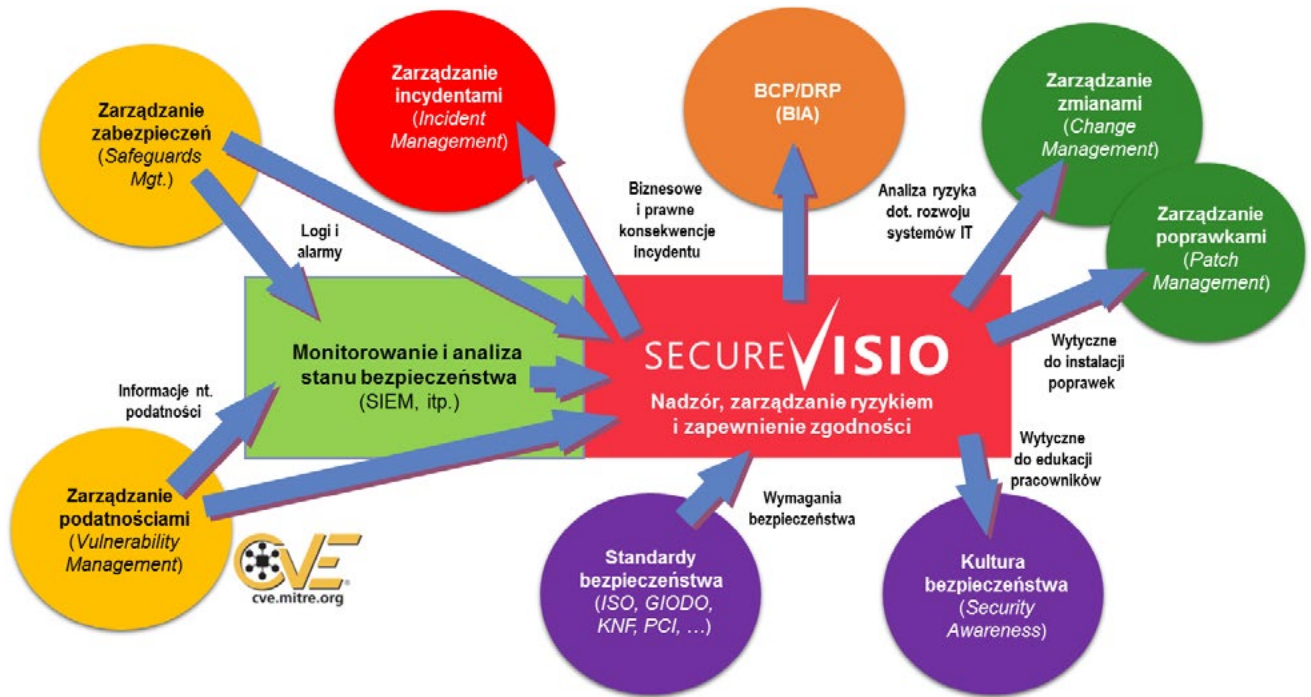 Zarządzanie
zabezpieczeń
(Safeguards
Mgt.)
Zarządzanie
incydentami
(Incident
Management)
BCP/DRP
(BIA)
Zarządzanie
zmianami
(Change
Management)
Zarządzanie
poprawkami
(Patch
Management)
Logi i
alarmy
Biznesowe
i prawne
konsekwencje
incydentu
Analiza ryzyka
dot. rozwoju
systemów IT
Monitorowanie i analiza
stanu bezpieczeństwa
(SIEM, itp.)
SECUREVISIO
Nadzór, zarządzanie ryzykiem
i zapewnienie zgodności
Wytyczne
do instalacji
poprawek
Informacje nt.
podatności
Wytyczne
do edukacji
pracowników
Zarządzanie
podatnościami
(Vulnerability
Management)
CVE®
cve.mitre.org
Wymagania
bezpieczeństwa
Standardy
bezpieczeństwa
(ISO, GIODO,
KNF, PCI, ...)
Kultura
bezpieczeństwa
(Security
Awareness)